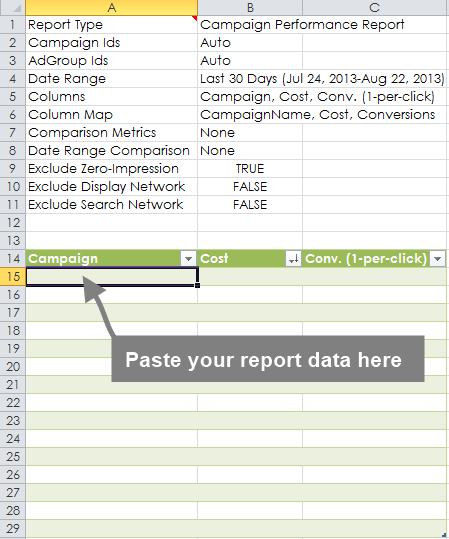 A B C
1 Report Type Campaign Performance Report
2 Campaign Ids Auto
3 AdGroup Ids Auto
4 Date Range Last 30 Days (Jul 24, 2013-Aug 22, 2013)
5 Columns Campaign, Cost, Conv. (1-per-click)
6 Column Map CampaignName, Cost, Conversions
7 Comparison Metrics None
8 Date Range Comparison None
9 Exclude Zero-Impression TRUE
10 Exclude Display Network FALSE
11 Exclude Search Network FALSE
12
13
14 Campaign Cost Conv. (1-per-click)
15
16
17
18
19
Paste your report data here
20
21
22
23
24
25
26
27
28
29